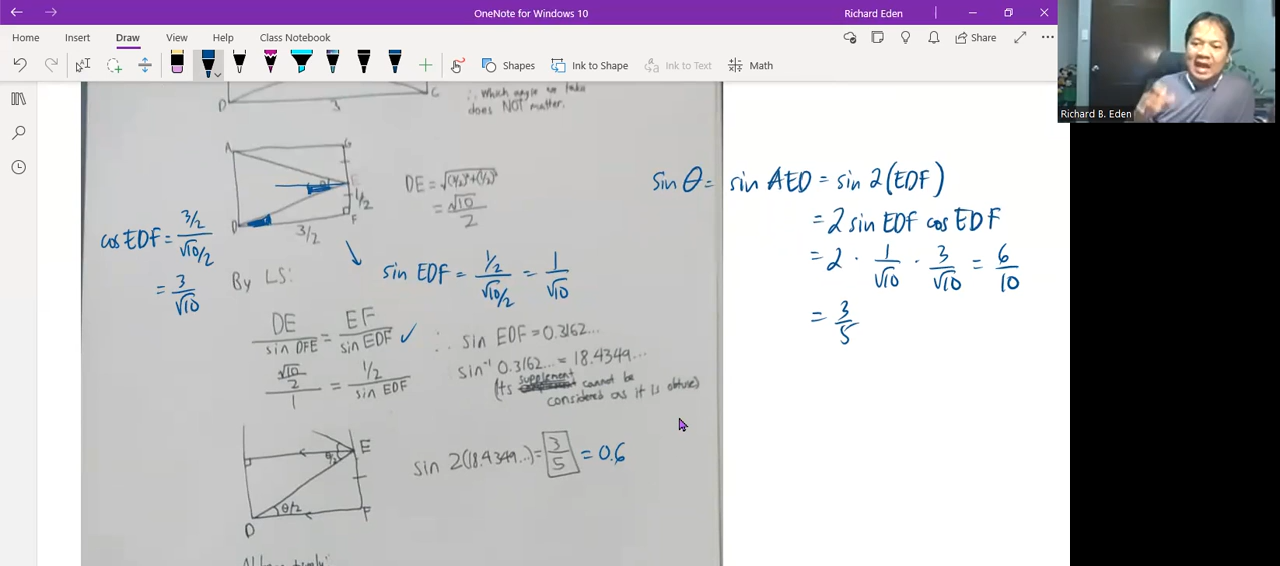 OneNote for Windows 10
Richard Eden
Home Insert Draw View Help Class Notebook
Share
Shapes Ink to Shape Ink to Text Math
Richard B. Eden
D 3 C
∴ Which angle we take
does NOT matter.
A G
E
1/2
D F
3/2
DE = √((3/2)²+(1/2)²)
= √10/2
cos EDF = (3/2)/(√10/2)
= 3/√10
By LS:
sin EDF = (1/2)/(√10/2) = 1/√10
DE/sin DFE = EF/sin EDF ✓
(√10/2)/1 = (1/2)/sin EDF
∴ sin EDF = 0.3162...
sin⁻¹ 0.3162... = 18.4349...
(Its supplement cannot be
considered as it is obtuse)
E
θ/2
θ/2
D F
sin 2(18.4349...) = 3/5 = 0.6
sin θ = sin AED = sin 2(EDF)
= 2 sin EDF cos EDF
= 2 · 1/√10 · 3/√10 = 6/10
= 3/5